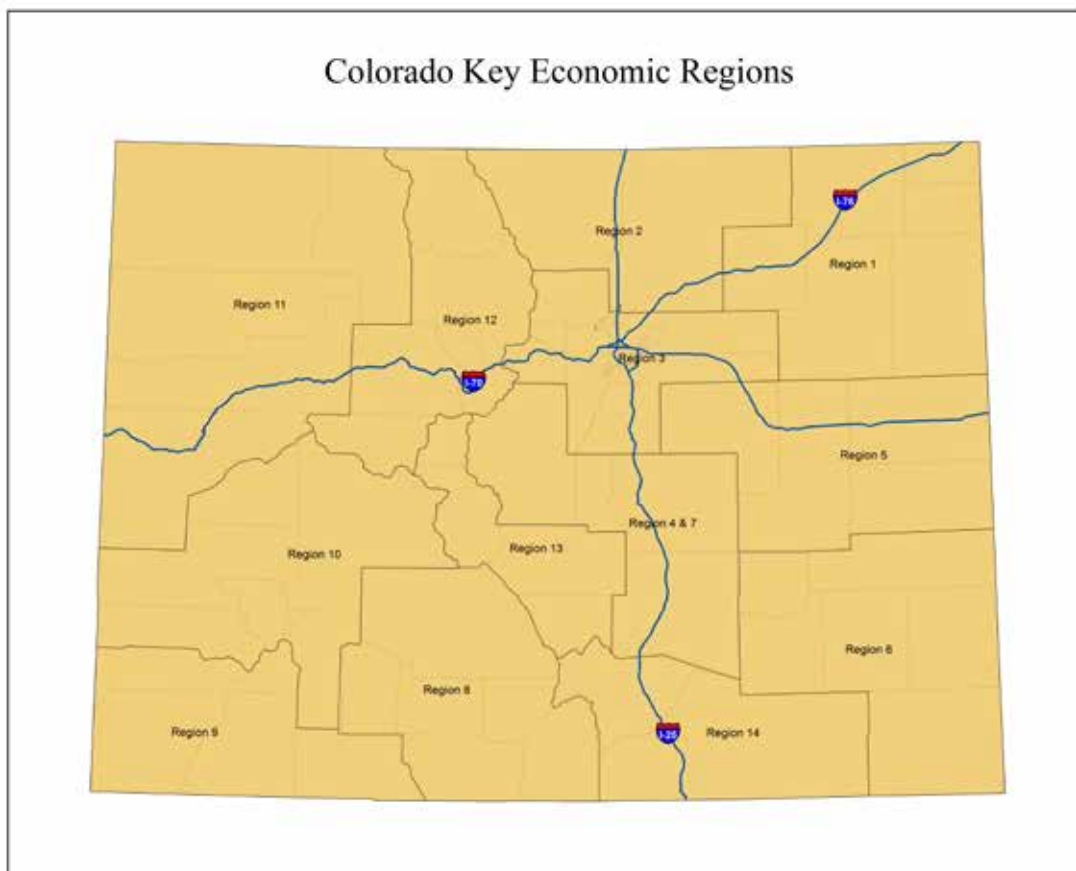 Colorado Key Economic Regions
I-76
Region 2
Region 1
Region 11
Region 12
Region 3
I-70
Region 5
Region 4 & 7
Region 10
Region 13
Region 6
Region 8
Region 9
I-25
Region 14